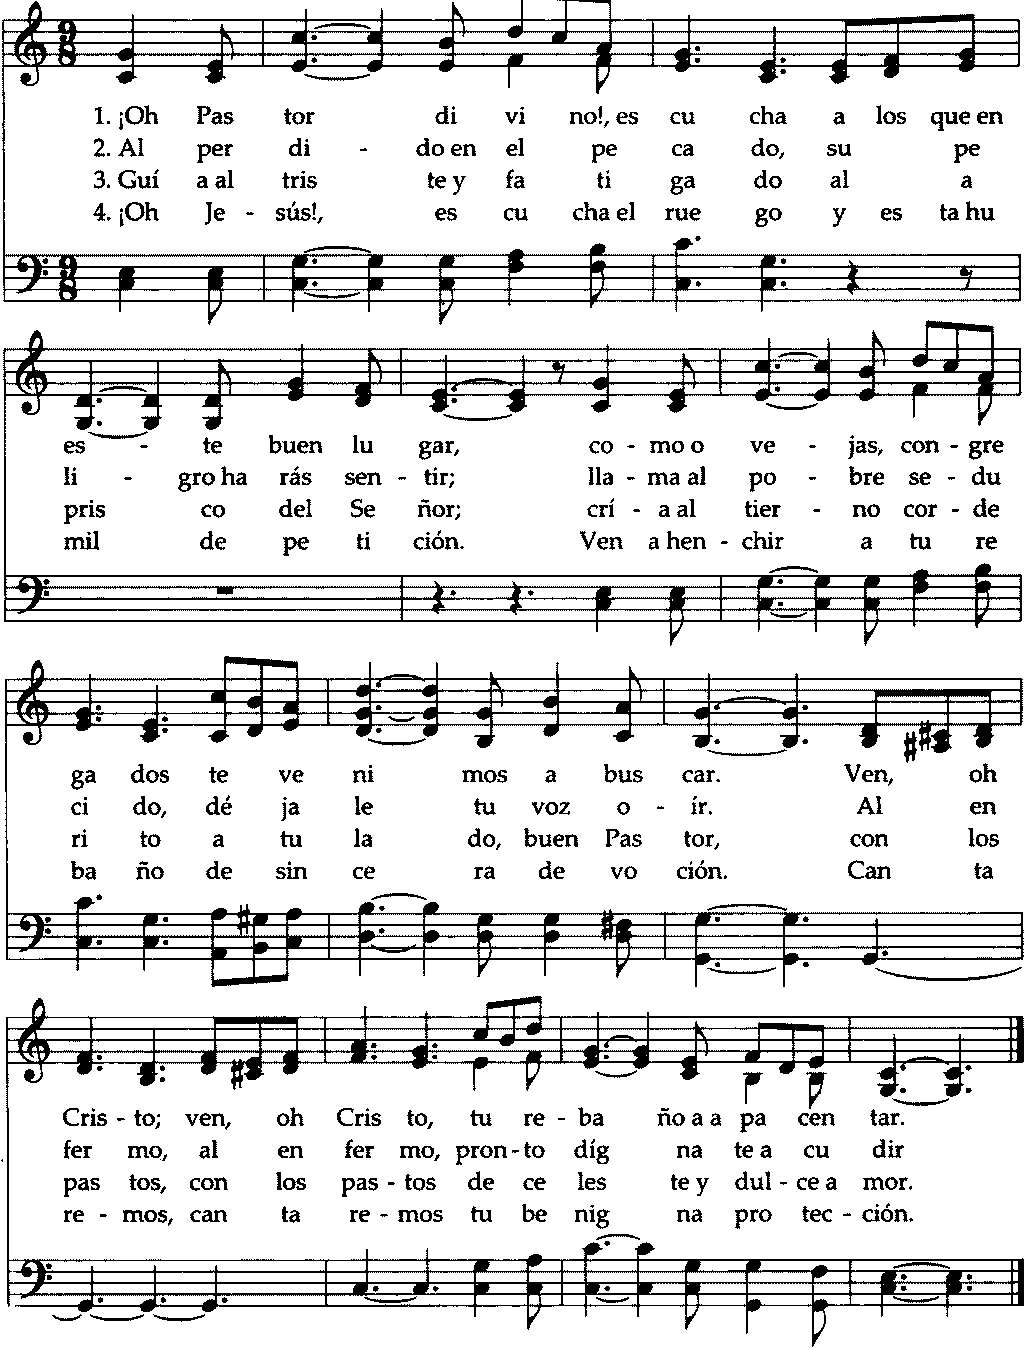 1. ¡Oh Pas tor di vi no!, es cu cha a los que en
2. Al per di - do en el pe ca do, su pe
3. Guí a al tris te y fa ti ga do al a
4. ¡Oh Je - sús!, es cu cha el rue go y es ta hu
es - te buen lu gar, co - mo o ve - jas, con - gre
li - gro ha rás sen - tir; lla - ma al po - bre se - du
pris co del Se ñor; crí - a al tier - no cor - de
mil de pe ti ción. Ven a hen - chir a tu re
ga dos te ve ni mos a bus car. Ven, oh
ci do, dé ja le tu voz o - ír. Al en
ri to a tu la do, buen Pas tor, con los
ba ño de sin ce ra de vo ción. Can ta
Cris - to; ven, oh Cris to, tu re - ba ño a a pa cen tar.
fer mo, al en fer mo, pron - to díg na te a cu dir
pas tos, con los pas - tos de ce les te y dul - ce a mor.
re - mos, can ta re - mos tu be nig na pro tec - ción.